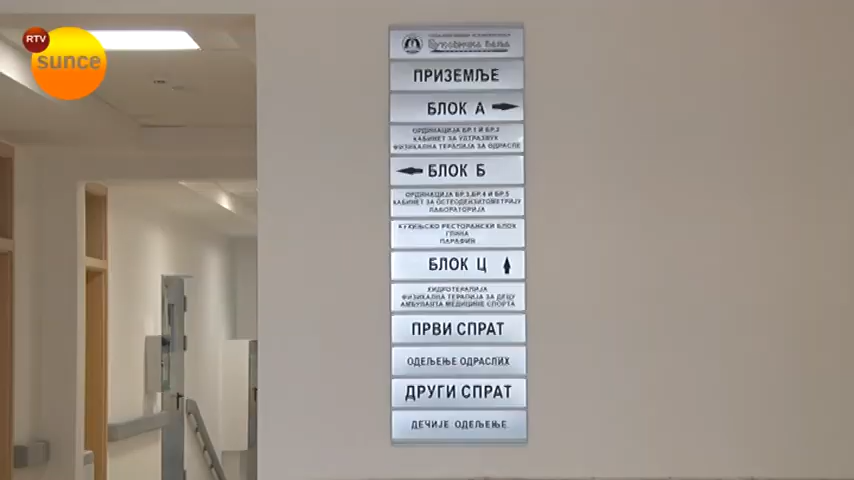 RTV
sunce
Буковичка Бања
ПРИЗЕМЉЕ
БЛОК А
ОРДИНАЦИЈА БР.1 И БР.2
КАБИНЕТ ЗА УЛТРАЗВУК
ФИЗИКАЛНА ТЕРАПИЈА ЗА ОДРАСЛЕ
БЛОК Б
ОРДИНАЦИЈА БР.3,БР.4 И БР.5
КАБИНЕТ ЗА ОСТЕОДЕНЗИТОМЕТРИЈУ
ЛАБОРАТОРИЈА
КУХИЊСКО РЕСТОРАНСКИ БЛОК
ГЛИНА
ПАРАФИН
БЛОК Ц
ХИДРОТЕРАПИЈА
ФИЗИКАЛНА ТЕРАПИЈА ЗА ДЕЦУ
АМБУЛАНТА МЕДИЦИНЕ СПОРТА
ПРВИ СПРАТ
ОДЕЉЕЊЕ ОДРАСЛИХ
ДРУГИ СПРАТ
ДЕЧИЈЕ ОДЕЉЕЊЕ